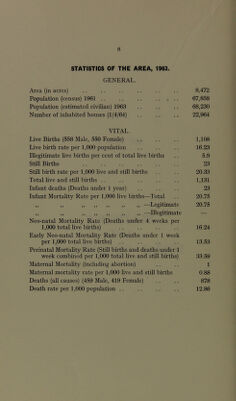 8
STATISTICS OF THE AREA, 1963.
GENERAL.
Area (in acres) .. .. .. .. .. 8,472
Population (census) 1961 .. .. .. .. .. 67,856
Population (estimated civilian) 1963 .. .. .. 68,230
Number of inhabited houses (1/4/64) .. .. .. 22,964
VITAL.
Live Births (558 Male, 550 Female) .. .. .. 1,108
Live birth rate per 1,000 population .. .. .. 16.23
Illegitimate live births per cent of total live births .. 5.9
Still Births .. .. .. .. .. 23
Still birth rate per 1,000 live and still births .. .. 20.33
Total live and still births .. .. .. .. 1,131
Infant deaths (Deaths under 1 year) .. .. .. 23
Infant Mortality Rate per 1,000 live births—Total .. 20.75
,, ,, ,, ,, ,, ,, —Legitimate 20.75
,, ,, ,, ,, ,, ,, —Illegitimate —
Neo-natal Mortality Rate (Deaths under 4 weeks per
1,000 total live births) .. .. .. .. 16.24
Early Neo-natal Mortality Rate (Deaths under 1 week
per 1,000 total live births) .. .. .. .. 13.53
Perinatal Mortality Rate (Still births and deaths under 1
week combined per 1,000 total live and still births) 33.59
Maternal Mortality (including abortion) .. .. 1
Maternal mortality rate per 1,000 live and still births 0.88
Deaths (all causes) (459 Male, 419 Female) .. .. 878
Death rate per 1,000 population .. .. .. .. 12.86